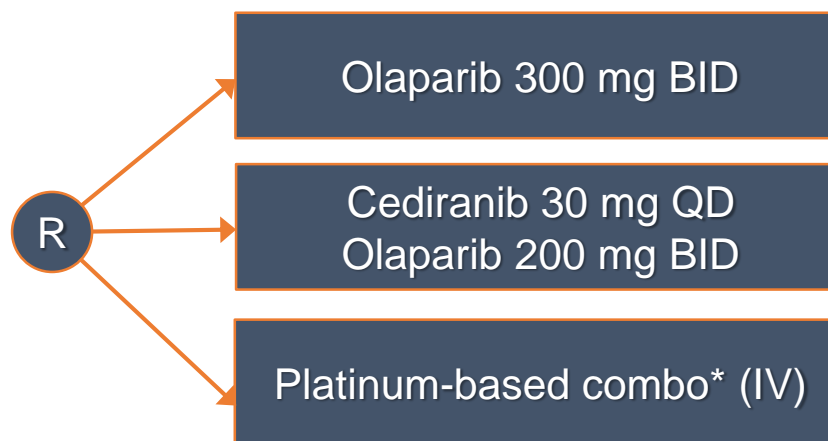 Olaparib 300 mg BID
R
Cediranib 30 mg QD
Olaparib 200 mg BID
Platinum-based combo* (IV)